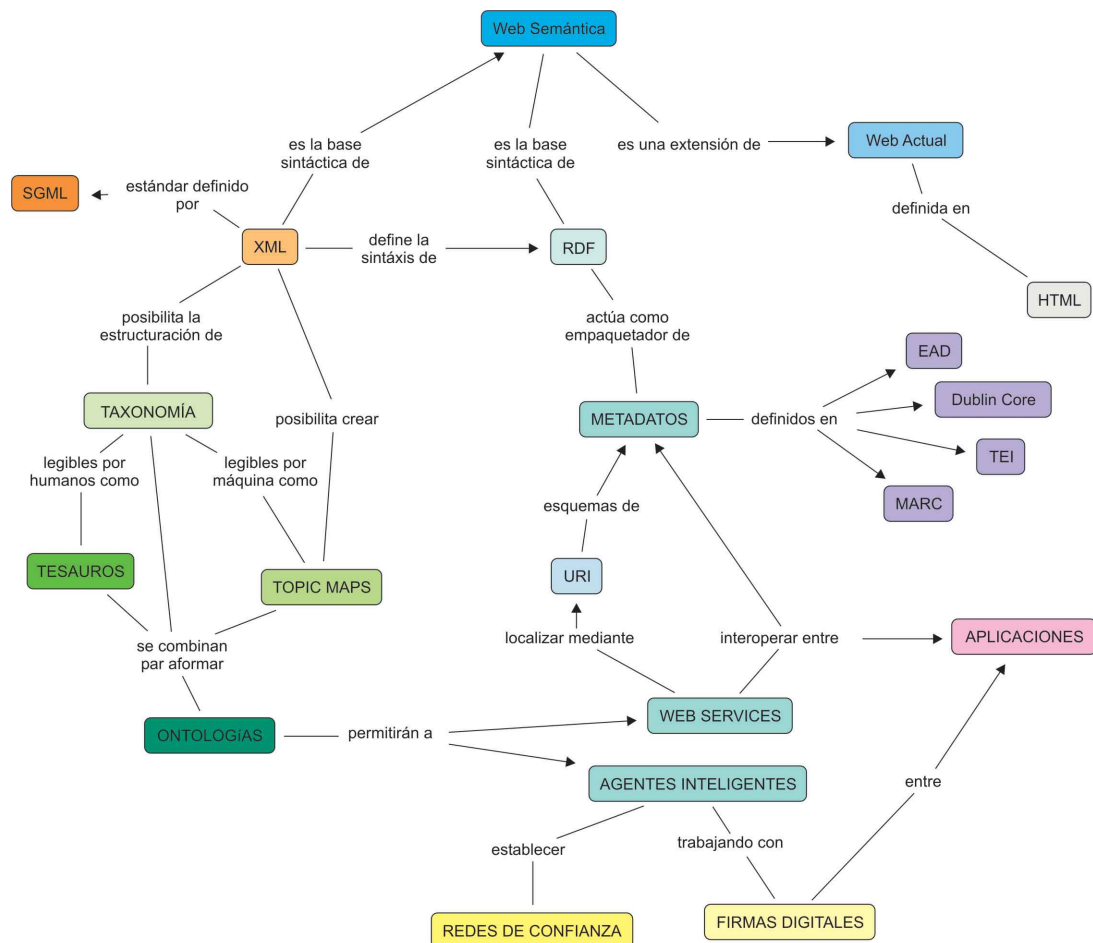 Web Semántica
es la base
sintáctica de
es la base
sintáctica de
es una extensión de
Web Actual
SGML
estándar definido
por
definida en
XML
define la
sintáxis de
RDF
HTML
posibilita la
estructuración de
actúa como
empaquetador de
EAD
TAXONOMÍA
posibilita crear
METADATOS
definidos en
Dublin Core
TEI
MARC
legibles por
humanos como
legibles por
máquina como
esquemas de
TESAUROS
TOPIC MAPS
URI
se combinan
par aformar
localizar mediante
interoperar entre
APLICACIONES
ONTOLOGíAS
permitirán a
WEB SERVICES
AGENTES INTELIGENTES
entre
establecer
trabajando con
REDES DE CONFIANZA
FIRMAS DIGITALES